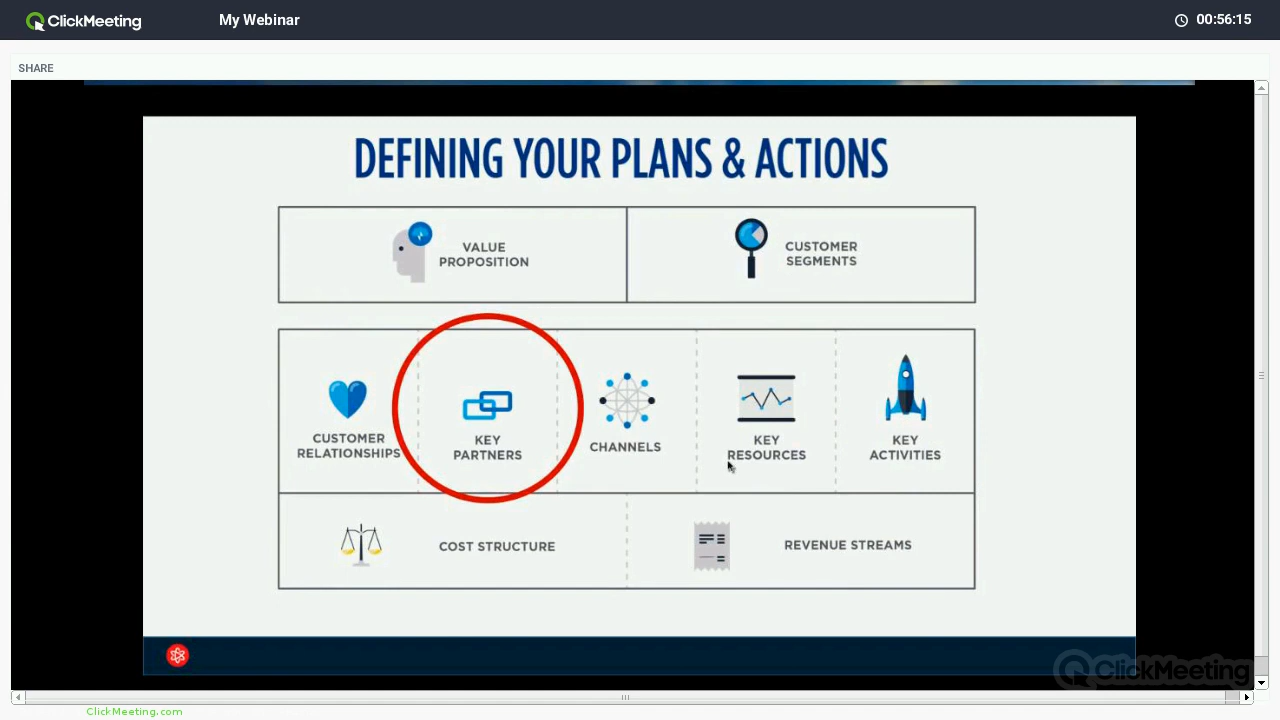 ClickMeeting
My Webinar
00:56:15
SHARE
DEFINING YOUR PLANS & ACTIONS
VALUE
PROPOSITION
CUSTOMER
SEGMENTS
CUSTOMER
RELATIONSHIPS
KEY
PARTNERS
CHANNELS
KEY
RESOURCES
KEY
ACTIVITIES
COST STRUCTURE
REVENUE STREAMS
ClickMeeting
ClickMeeting.com